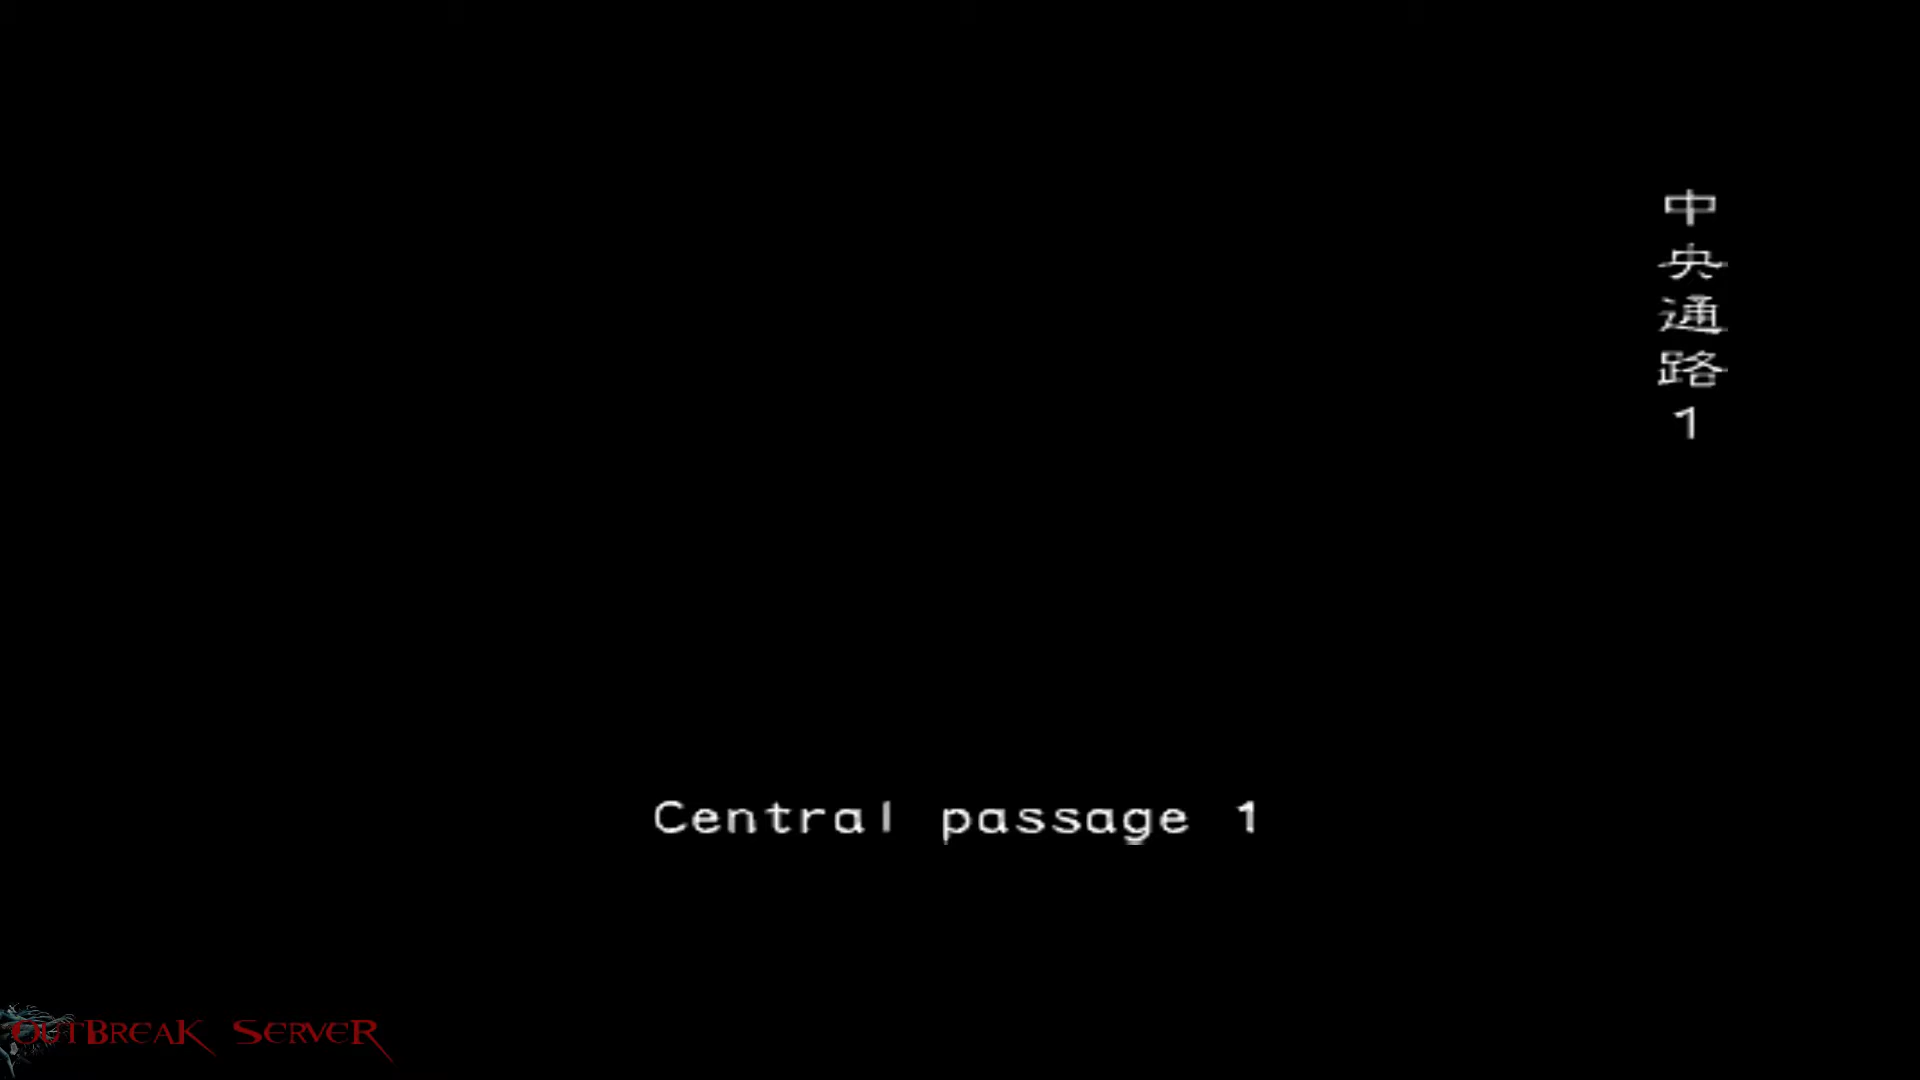 中央通路1
Central passage 1
OutBreak Server